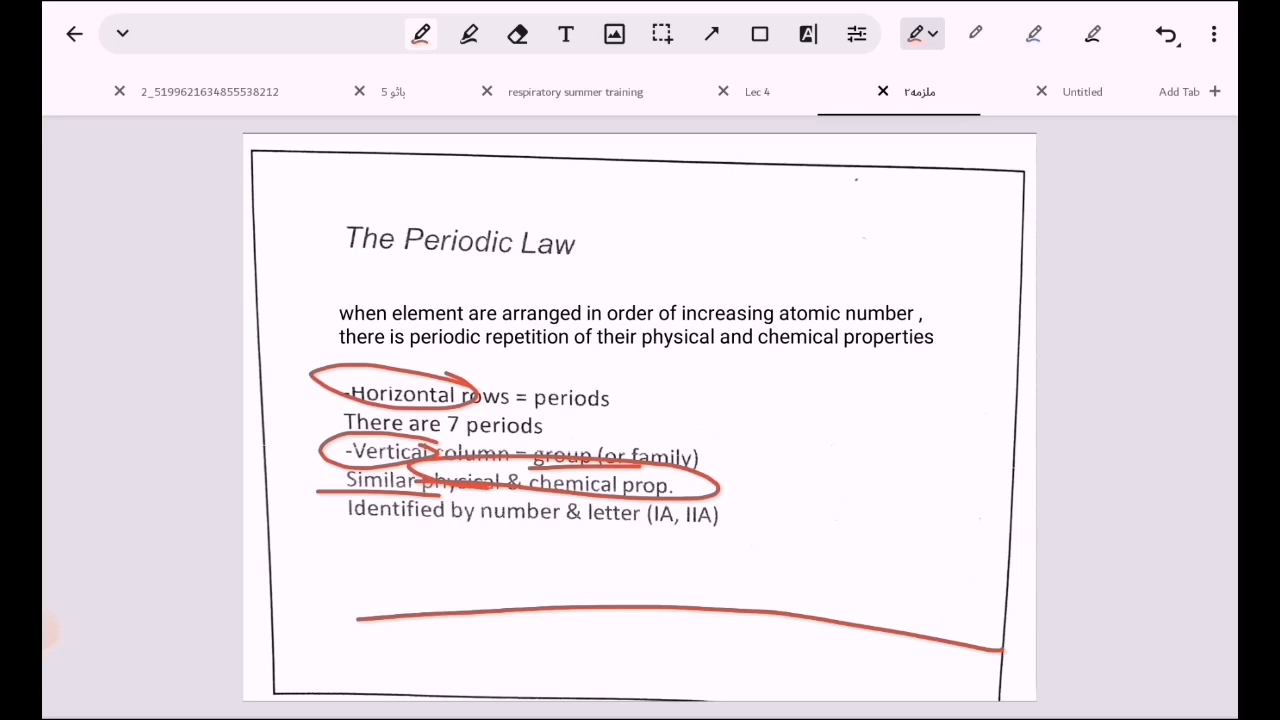 2_5199621634855538212
باثو 5
respiratory summer training
Lec 4
ملزمه٢
Untitled
Add Tab
The Periodic Law
when element are arranged in order of increasing atomic number ,
there is periodic repetition of their physical and chemical properties
-Horizontal rows = periods
There are 7 periods
-Vertical column = group (or family)
Similar physical & chemical prop.
Identified by number & letter (IA, IIA)